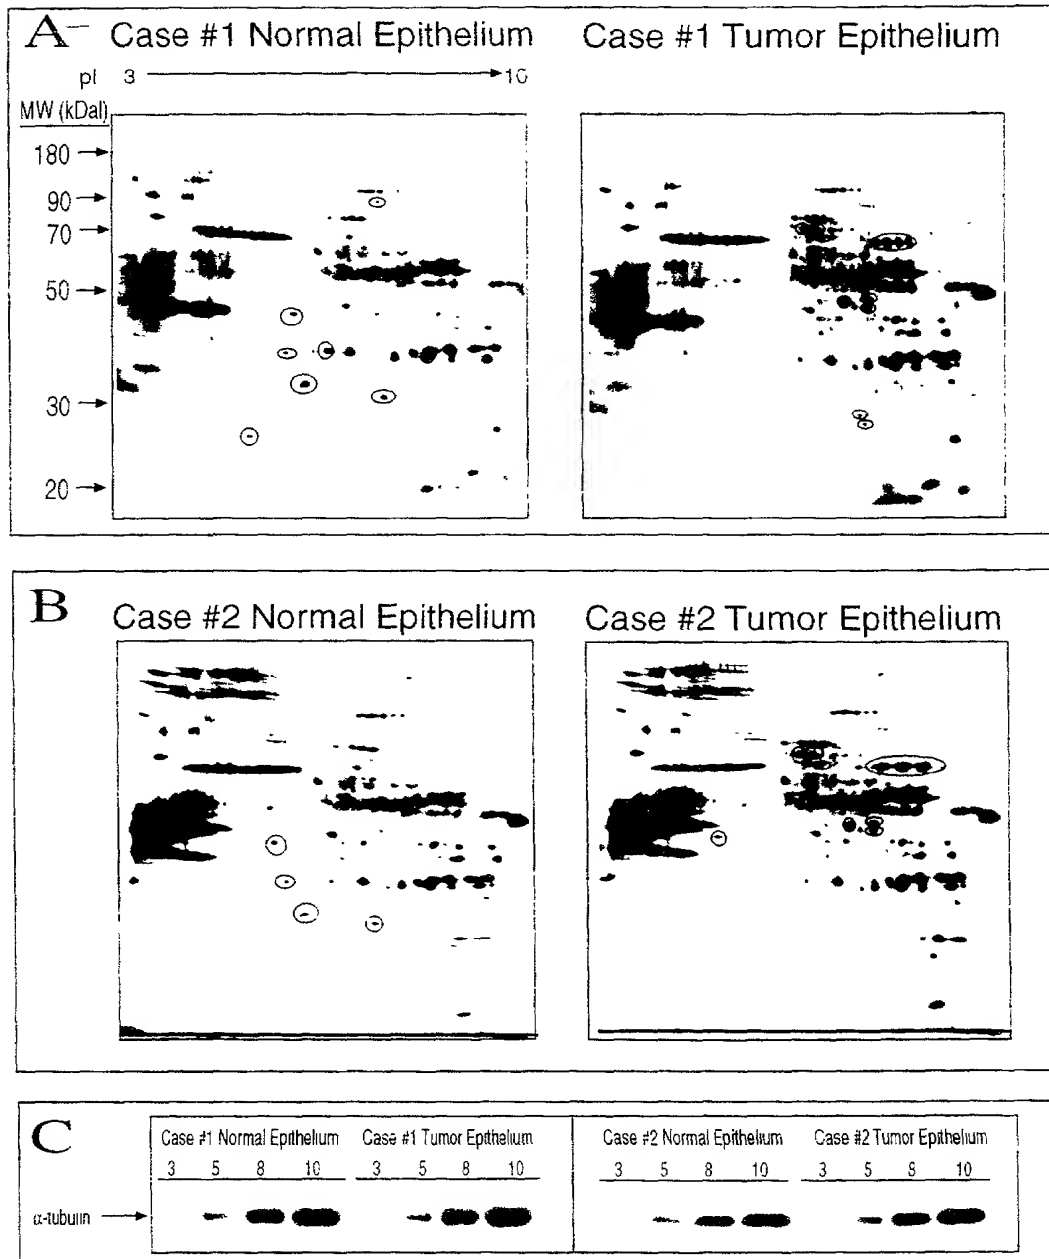 A Case #1 Normal Epithelium Case #1 Tumor Epithelium
pI 3 10
MW (kDal)
180
90
70
50
30
20
B Case #2 Normal Epithelium Case #2 Tumor Epithelium
C
Case #1 Normal Epithelium Case #1 Tumor Epithelium Case #2 Normal Epithelium Case #2 Tumor Epithelium
3 5 8 10 3 5 8 10 3 5 8 10 3 5 8 10
α-tubulin